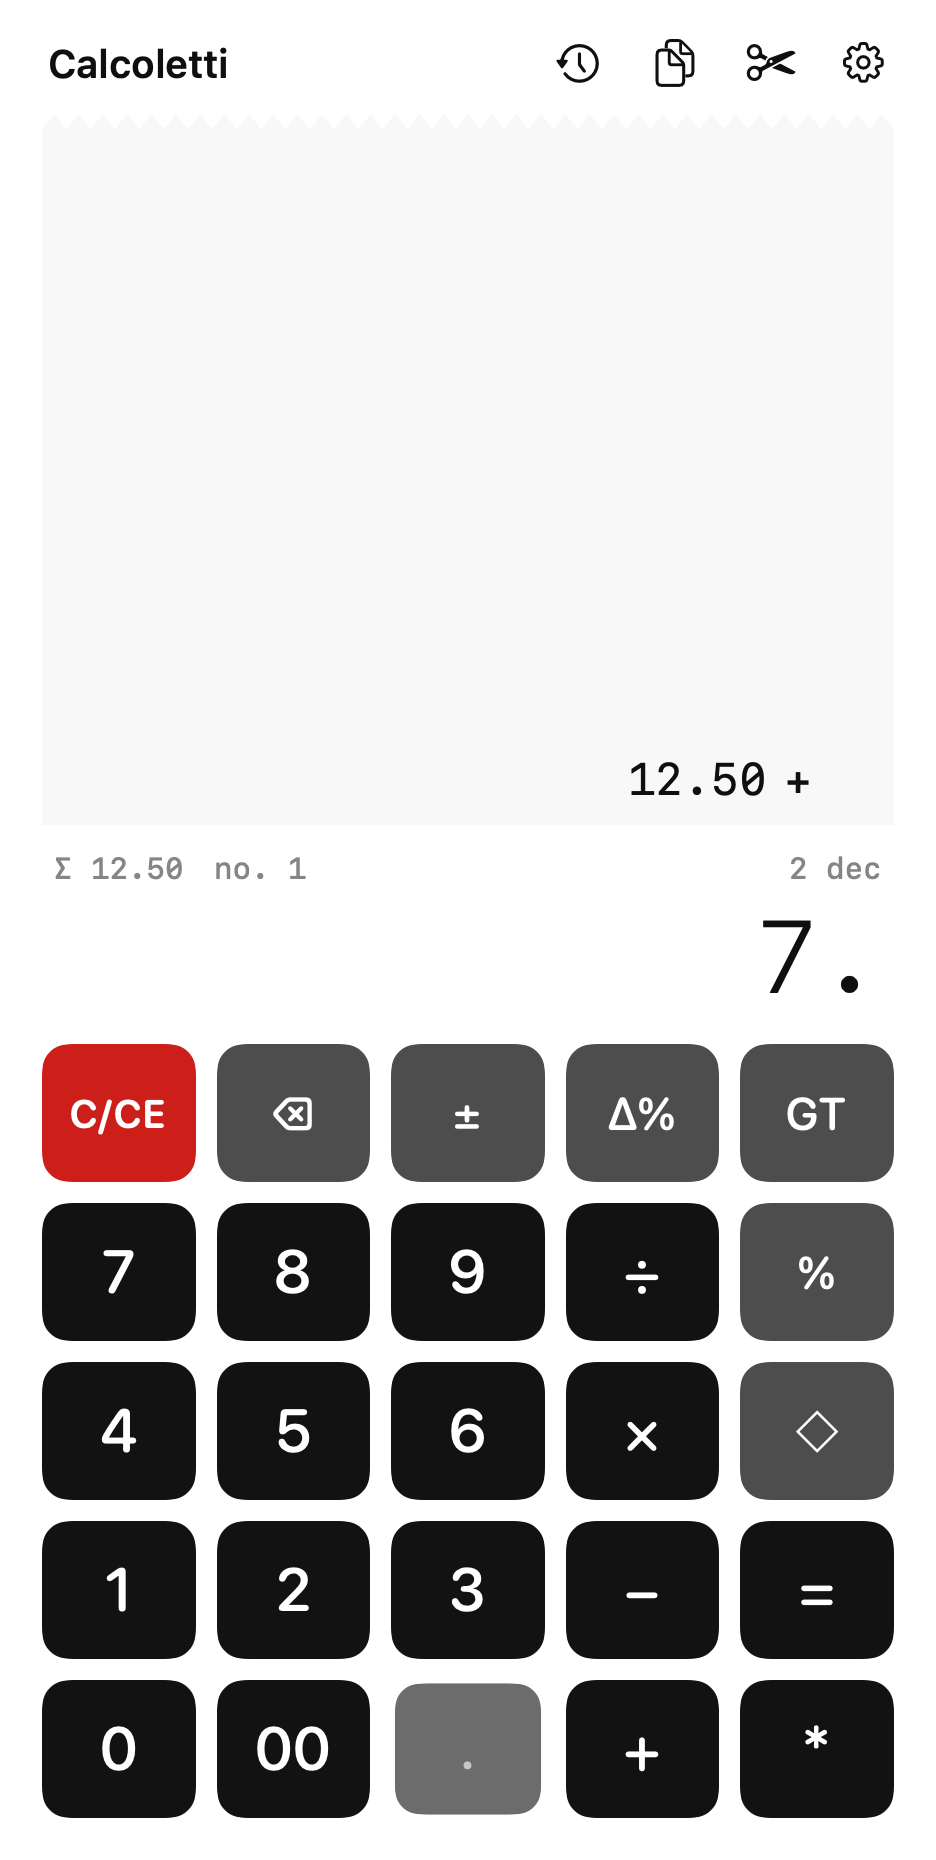 Calcoletti
12.50 +
Σ 12.50 no. 1 2 dec
7.
C/CE ± Δ% GT
7 8 9 ÷ %
4 5 6 × ◇
1 2 3 − =
0 00 . + *